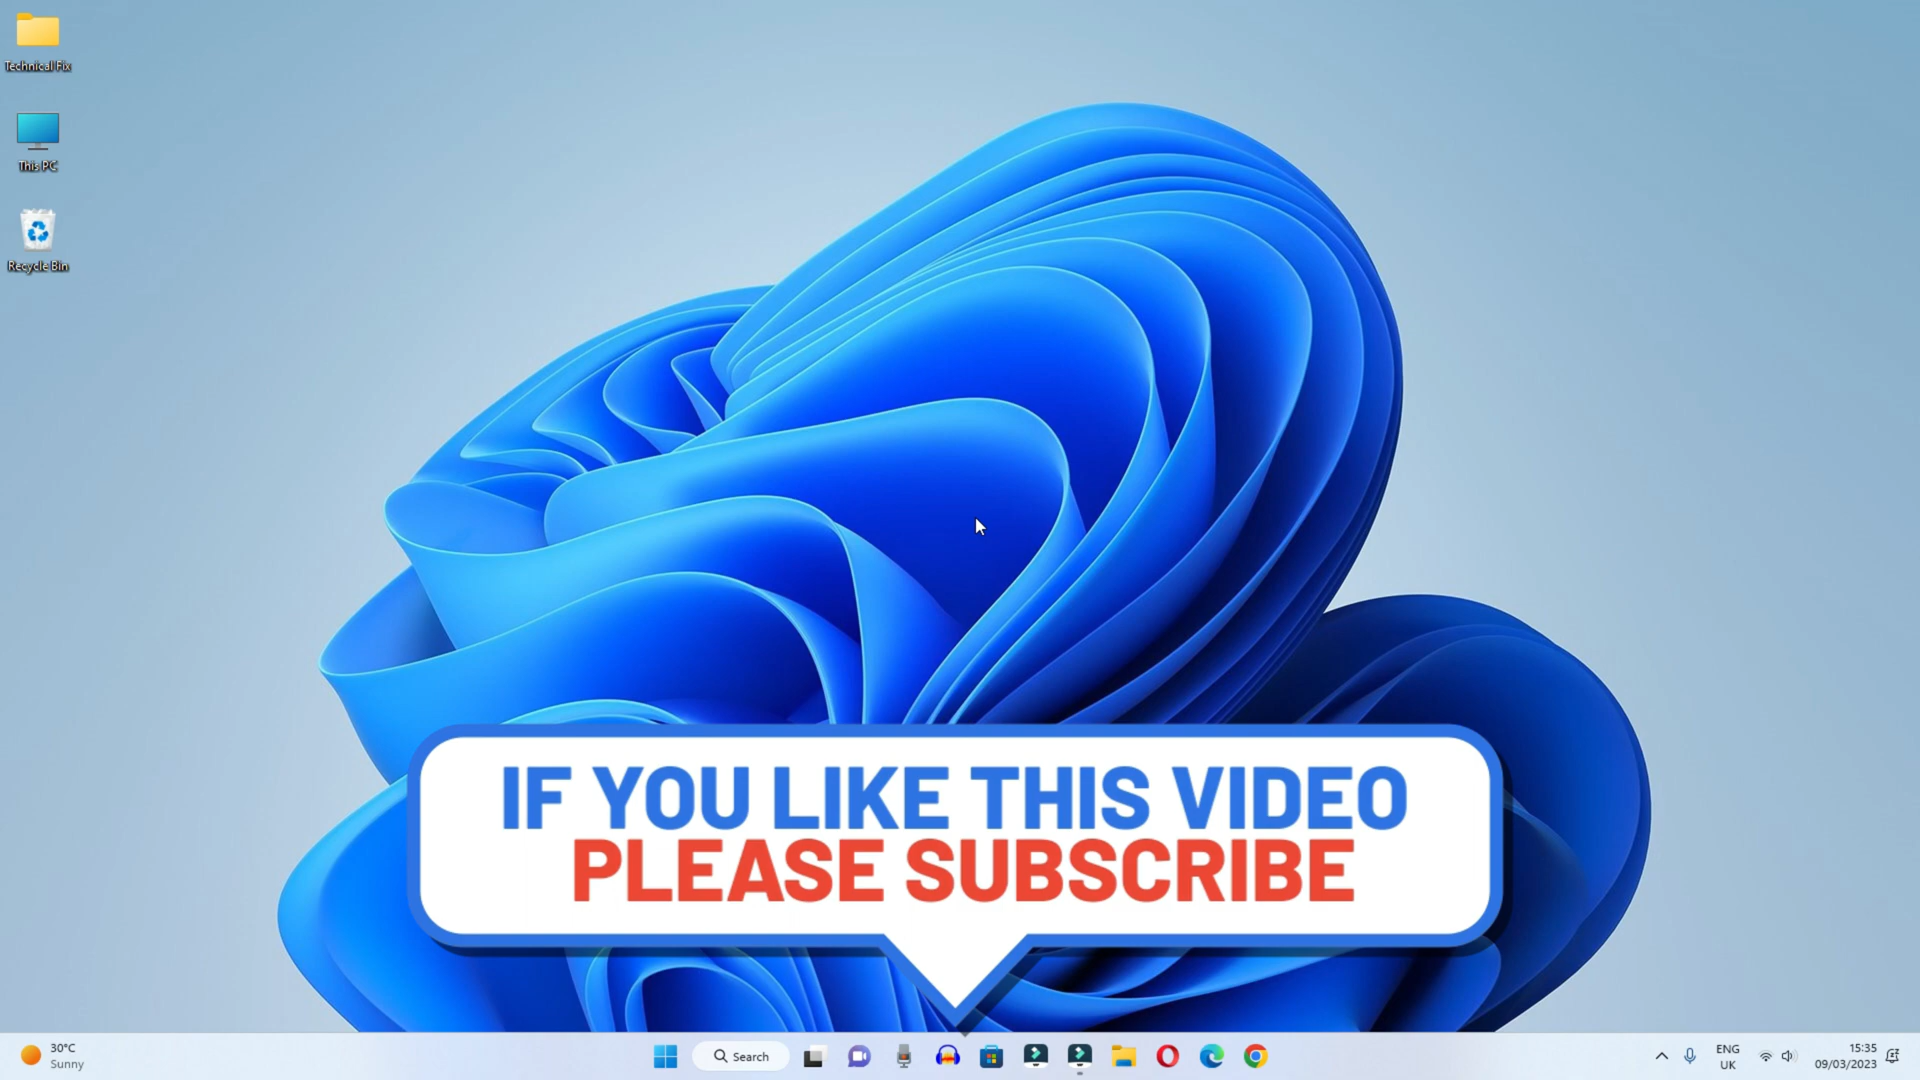 Technical Fix
This PC
Recycle Bin
IF YOU LIKE THIS VIDEO
PLEASE SUBSCRIBE
30°C
Sunny
Search
ENG
UK
15:35
09/03/2023